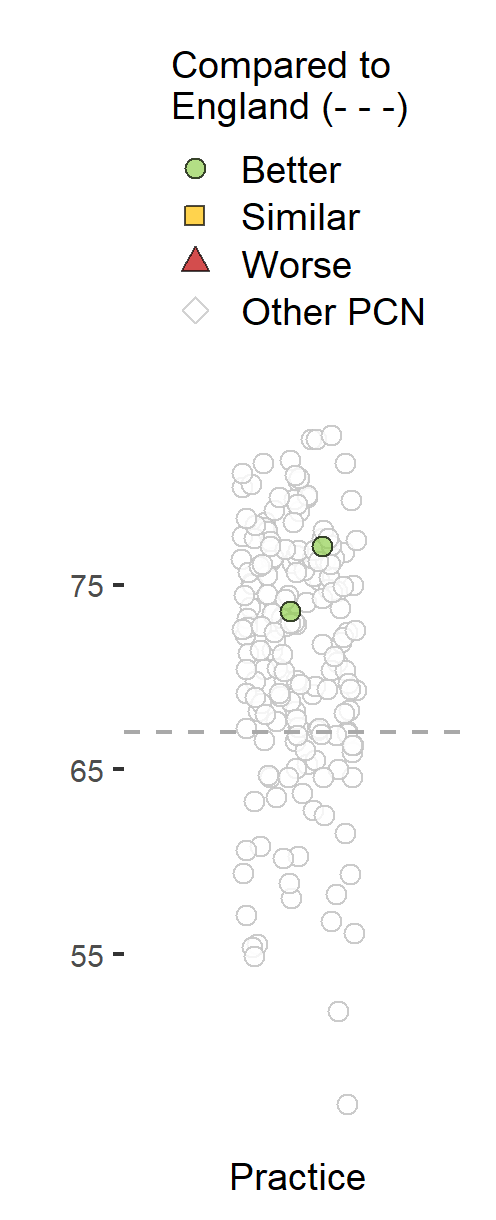 Compared to
England (- - -)
Better
Similar
Worse
Other PCN
75
65
55
Practice